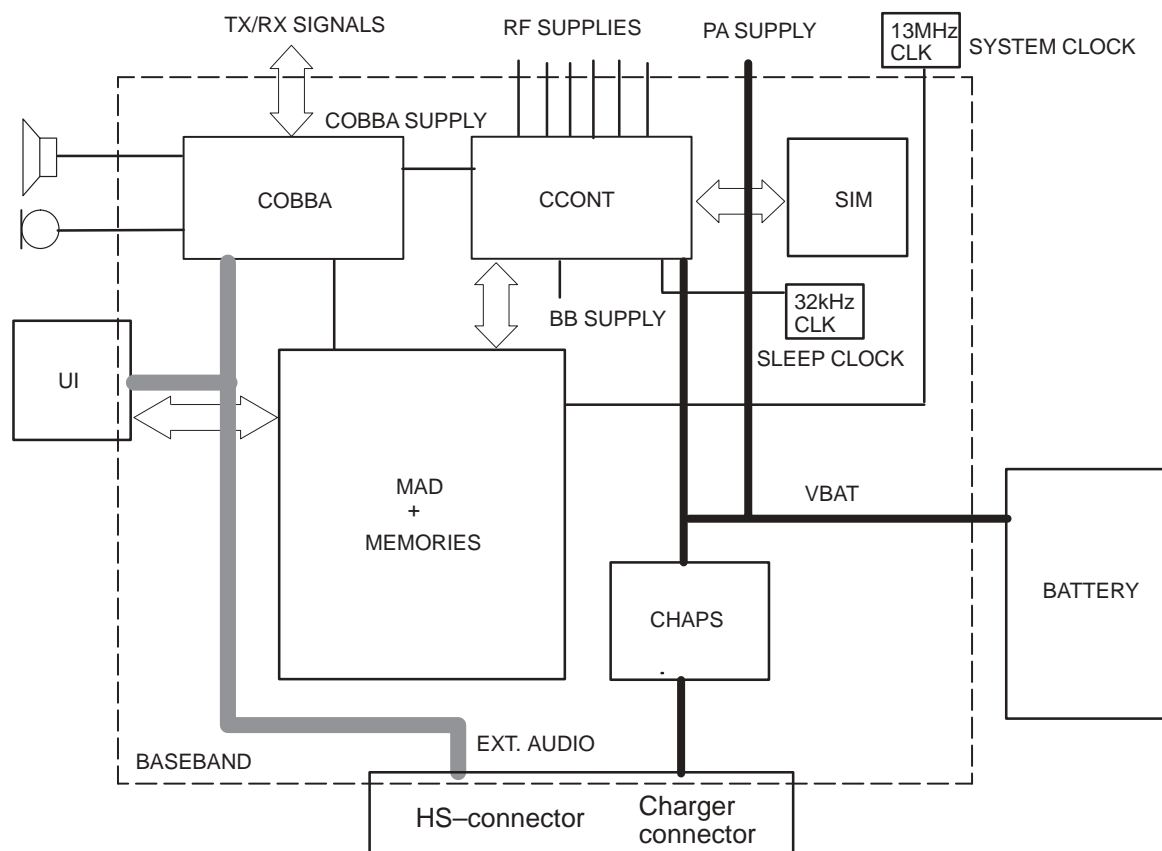 TX/RX SIGNALS
RF SUPPLIES
PA SUPPLY
13MHz
CLK
SYSTEM CLOCK
COBBA SUPPLY
COBBA
CCONT
SIM
BB SUPPLY
32kHz
CLK
SLEEP CLOCK
UI
MAD
+
MEMORIES
VBAT
BATTERY
CHAPS
EXT. AUDIO
BASEBAND
HS–connector
Charger
connector